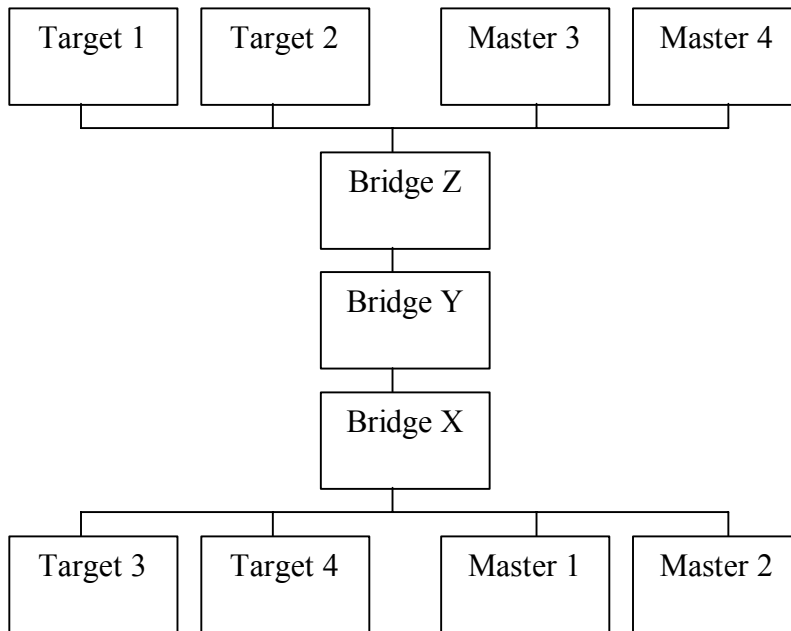 Target 1
Target 2
Master 3
Master 4
Bridge Z
Bridge Y
Bridge X
Target 3
Target 4
Master 1
Master 2